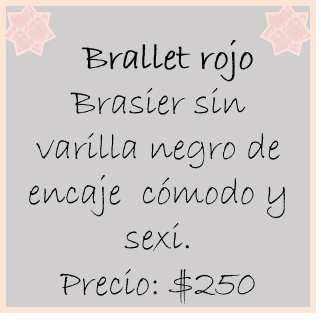 Brallet rojo
Brasier sin
varilla negro de
encaje cómodo y
sexi.
Precio: $250